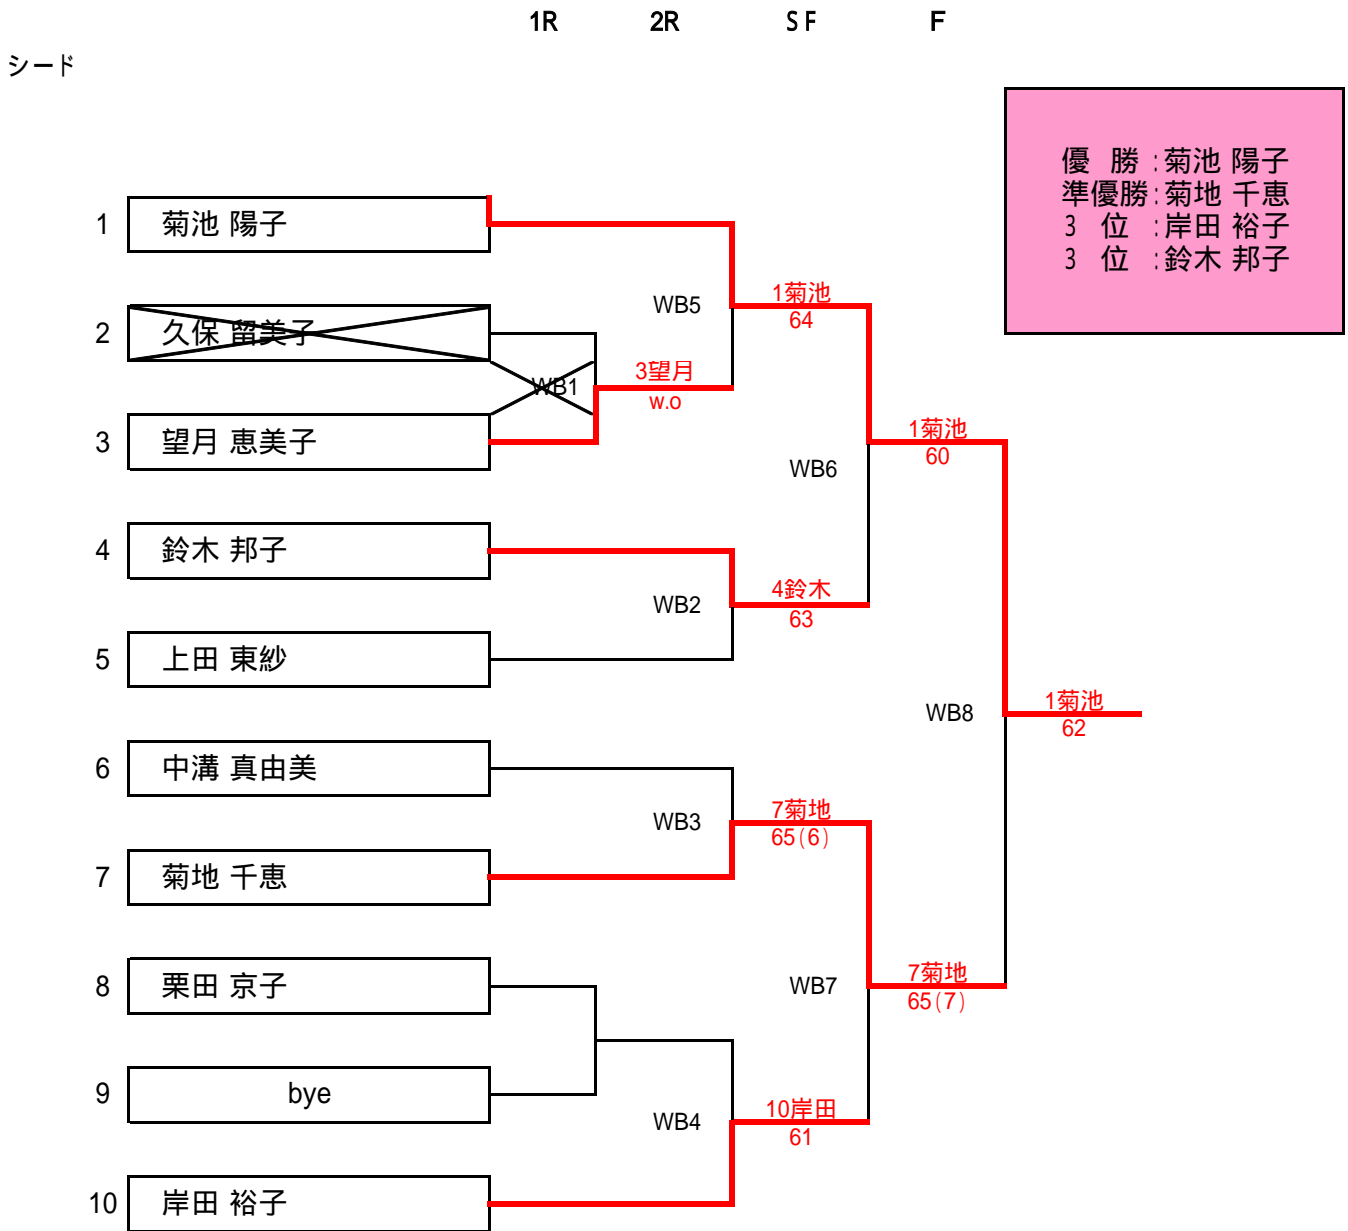 1R 2R SF F
シード
優 勝:菊池 陽子
準優勝:菊地 千恵
3 位 :岸田 裕子
3 位 :鈴木 邦子
1 菊池 陽子
WB5
1菊池
64
2 久保 留美子
WB1
3望月
w.o
3 望月 恵美子
WB6
1菊池
60
4 鈴木 邦子
WB2
4鈴木
63
5 上田 東紗
WB8
1菊池
62
6 中溝 真由美
WB3
7菊地
65(6)
7 菊地 千恵
8 栗田 京子
WB7
7菊地
65(7)
9 bye
WB4
10岸田
61
10 岸田 裕子